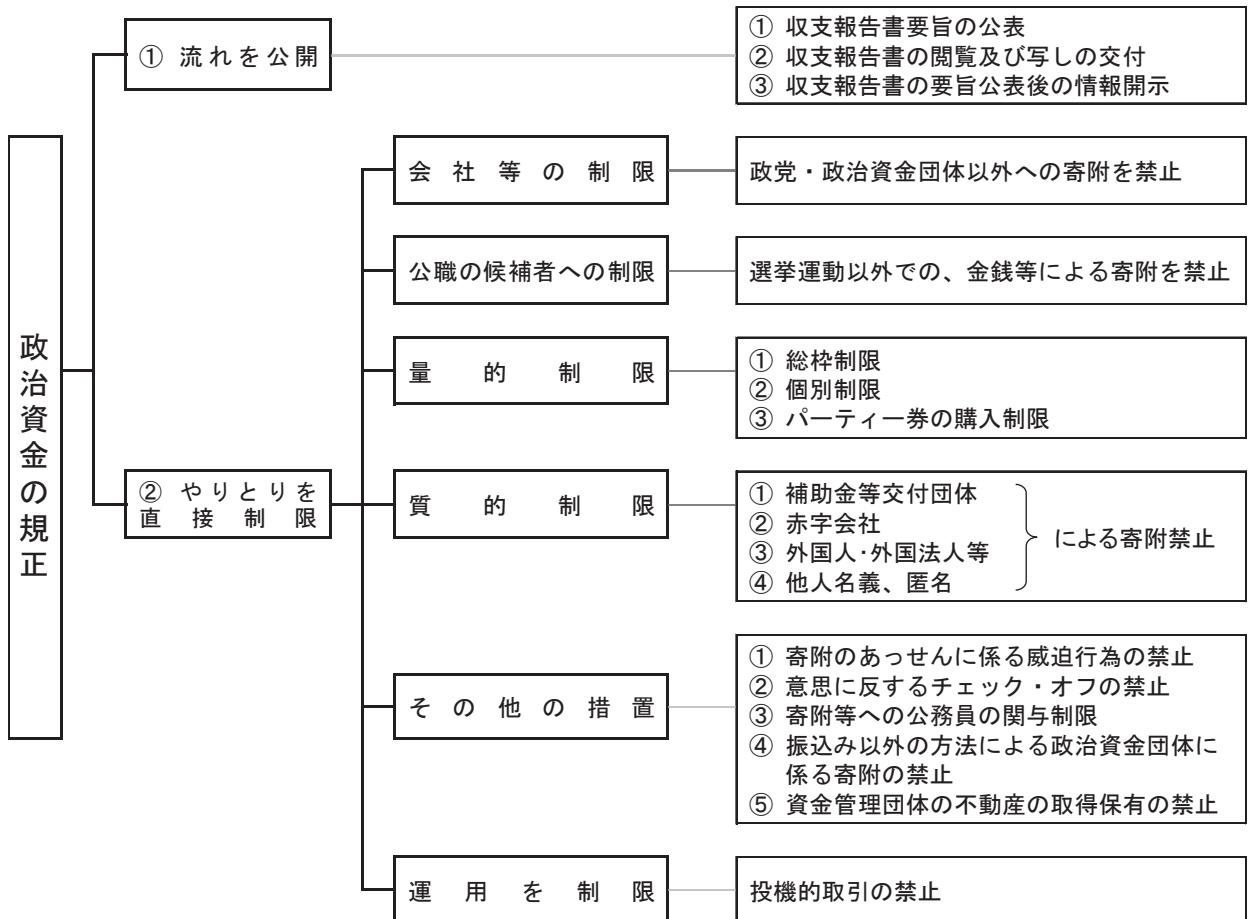 政治資金の規正
① 流れを公開
① 収支報告書要旨の公表
② 収支報告書の閲覧及び写しの交付
③ 収支報告書の要旨公表後の情報開示
② やりとりを
直接制限
会社等の制限
政党・政治資金団体以外への寄附を禁止
公職の候補者への制限
選挙運動以外での、金銭等による寄附を禁止
量的制限
① 総枠制限
② 個別制限
③ パーティー券の購入制限
質的制限
① 補助金等交付団体
② 赤字会社
③ 外国人・外国法人等
④ 他人名義、匿名
による寄附禁止
その他の措置
① 寄附のあっせんに係る威迫行為の禁止
② 意思に反するチェック・オフの禁止
③ 寄附等への公務員の関与制限
④ 振込み以外の方法による政治資金団体に
係る寄附の禁止
⑤ 資金管理団体の不動産の取得保有の禁止
運用を制限
投機的取引の禁止